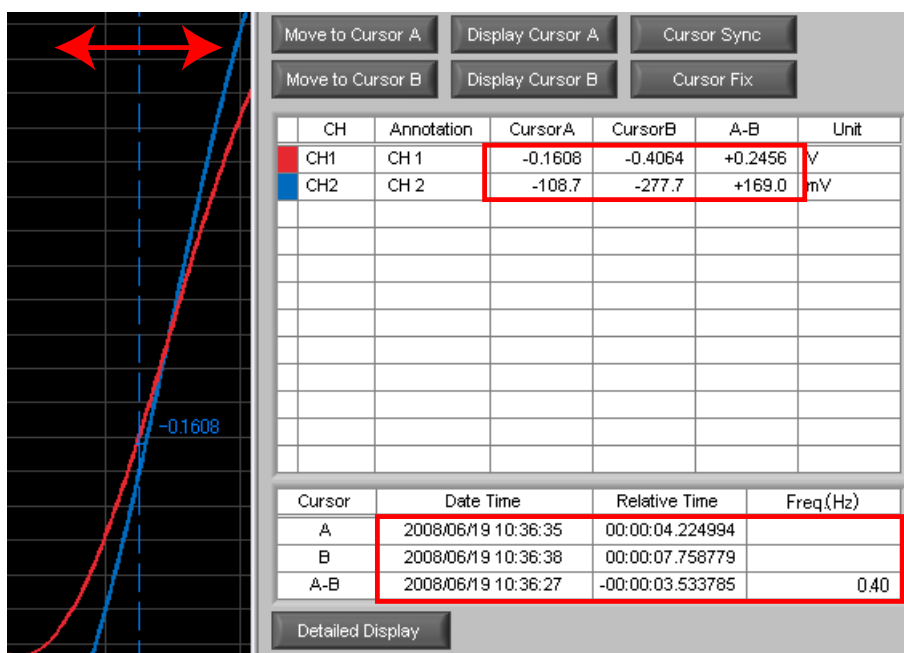 Move to Cursor A Display Cursor A Cursor Sync
Move to Cursor B Display Cursor B Cursor Fix
CH Annotation CursorA CursorB A-B Unit
CH1 CH 1 -0.1608 -0.4064 +0.2456 V
CH2 CH 2 -108.7 -277.7 +169.0 mV
-0.1608
Cursor Date Time Relative Time Freq.(Hz)
A 2008/06/19 10:36:35 00:00:04.224994
B 2008/06/19 10:36:38 00:00:07.758779
A-B 2008/06/19 10:36:27 -00:00:03.533785 0.40
Detailed Display